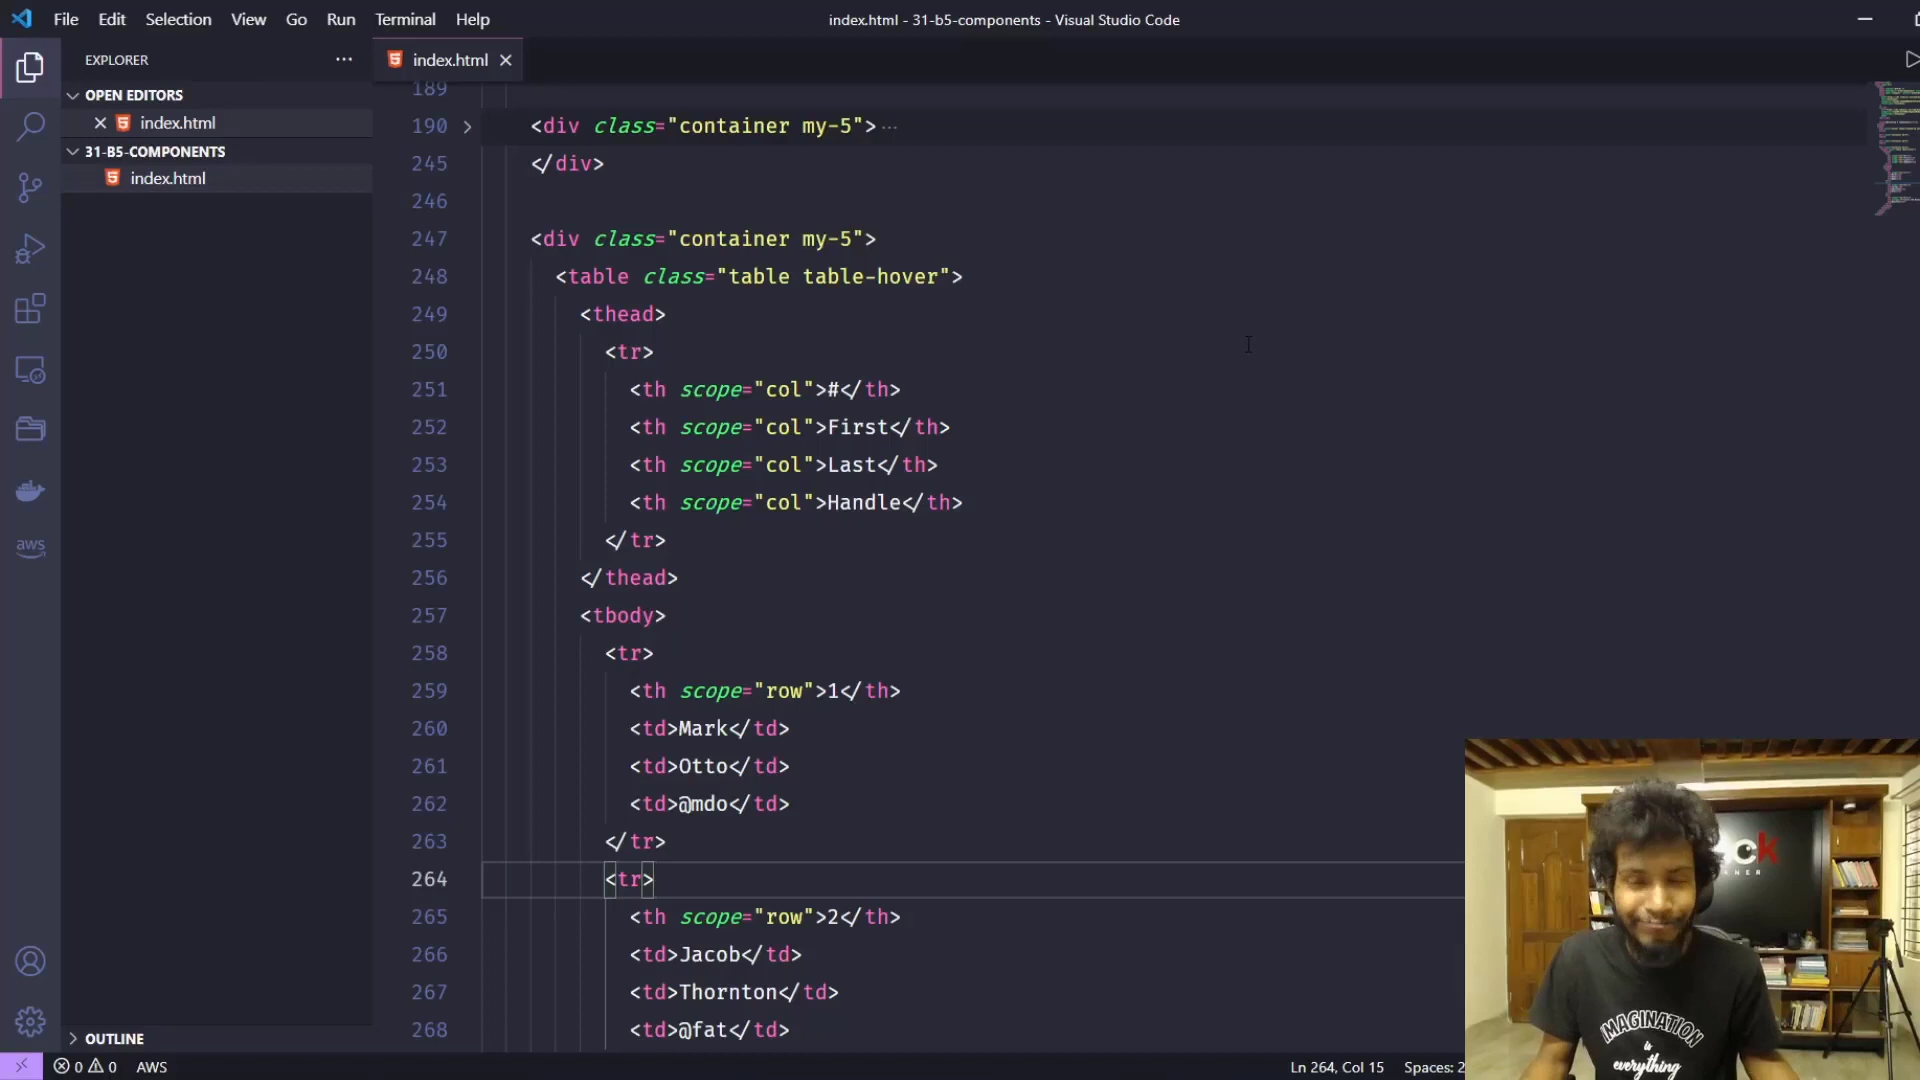 File Edit Selection View Go Run Terminal Help
index.html - 31-b5-components - Visual Studio Code
EXPLORER
index.html
OPEN EDITORS
index.html
31-B5-COMPONENTS
index.html
189
190 <div class="container my-5"> ...
245 </div>
246
247 <div class="container my-5">
248 <table class="table table-hover">
249 <thead>
250 <tr>
251 <th scope="col">#</th>
252 <th scope="col">First</th>
253 <th scope="col">Last</th>
254 <th scope="col">Handle</th>
255 </tr>
256 </thead>
257 <tbody>
258 <tr>
259 <th scope="row">1</th>
260 <td>Mark</td>
261 <td>Otto</td>
262 <td>@mdo</td>
263 </tr>
264 <tr>
265 <th scope="row">2</th>
266 <td>Jacob</td>
267 <td>Thornton</td>
268 <td>@fat</td>
aws
OUTLINE
0 0 AWS
Ln 264, Col 15 Spaces: 2
IMAGINATION
is
everything